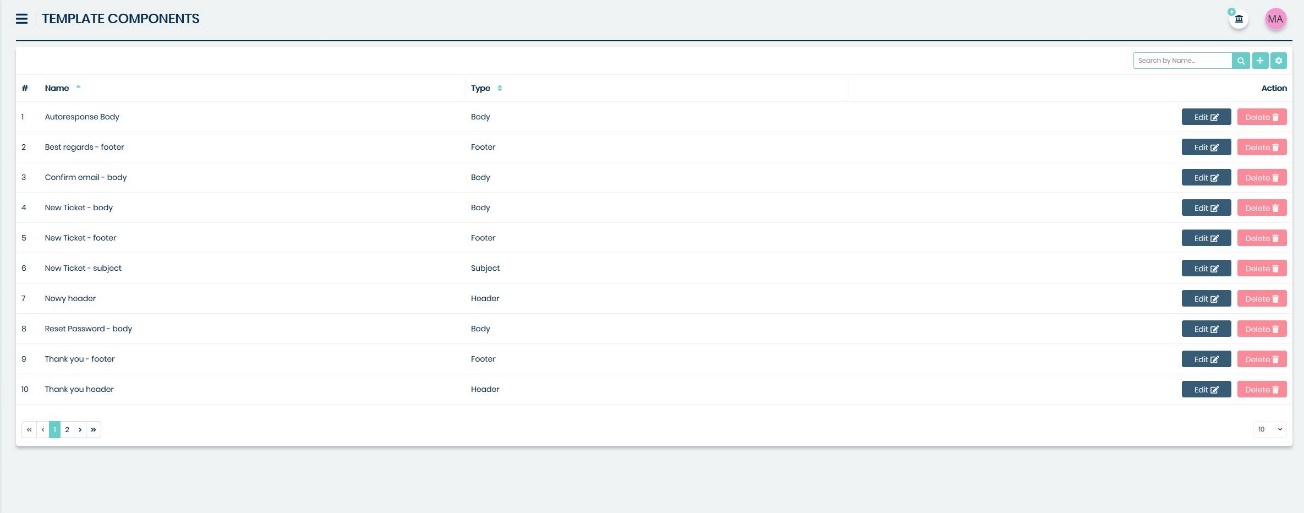 TEMPLATE COMPONENTS
MA
Search by Name...
# Name Type Action
1 Autoresponse Body Body Edit Delete
2 Best regards - footer Footer Edit Delete
3 Confirm email - body Body Edit Delete
4 New Ticket - body Body Edit Delete
5 New Ticket - footer Footer Edit Delete
6 New Ticket - subject Subject Edit Delete
7 Nowy header Header Edit Delete
8 Reset Password - body Body Edit Delete
9 Thank you - footer Footer Edit Delete
10 Thank you header Header Edit Delete
« ‹ 1 2 › » 10